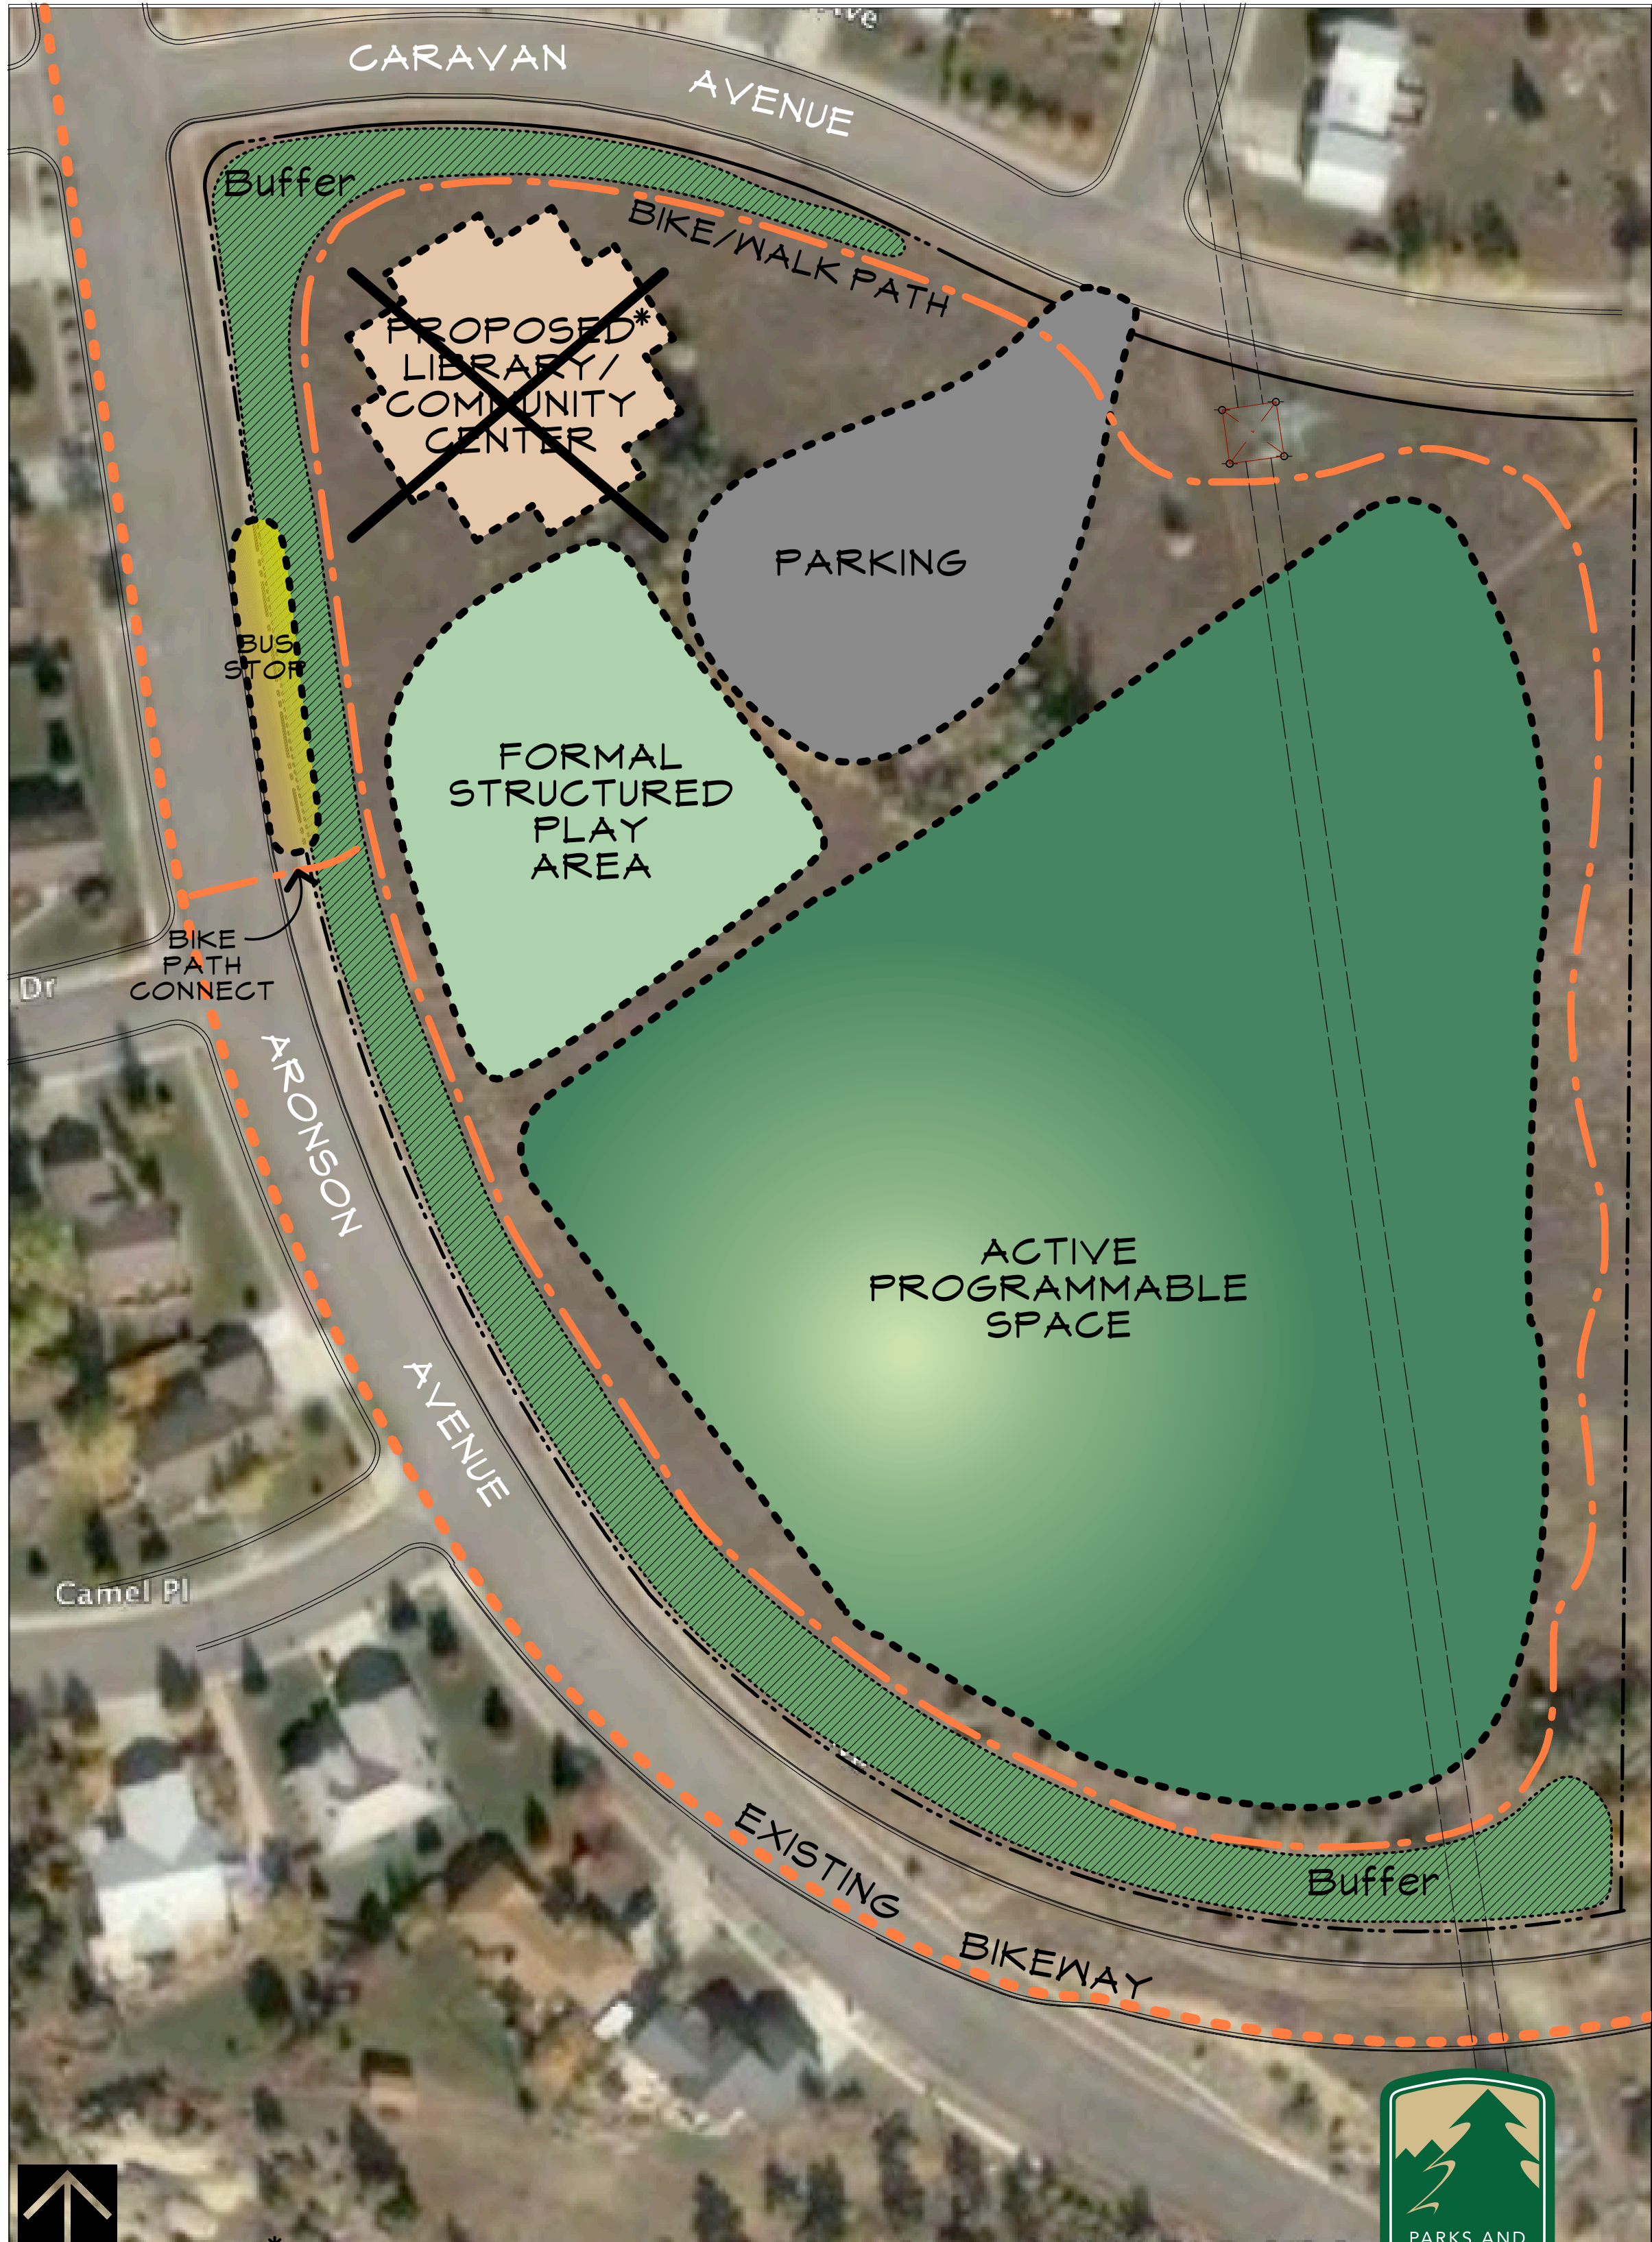 CARAVAN AVENUE
Buffer
BIKE/WALK PATH
PROPOSED*
LIBRARY/
COMMUNITY
CENTER
PARKING
BUS
STOP
FORMAL
STRUCTURED
PLAY
AREA
BIKE
PATH
CONNECT
Dr
ARONSON
AVENUE
ACTIVE
PROGRAMMABLE
SPACE
Camel Pl
Buffer
EXISTING
BIKEWAY
PARKS AND
*